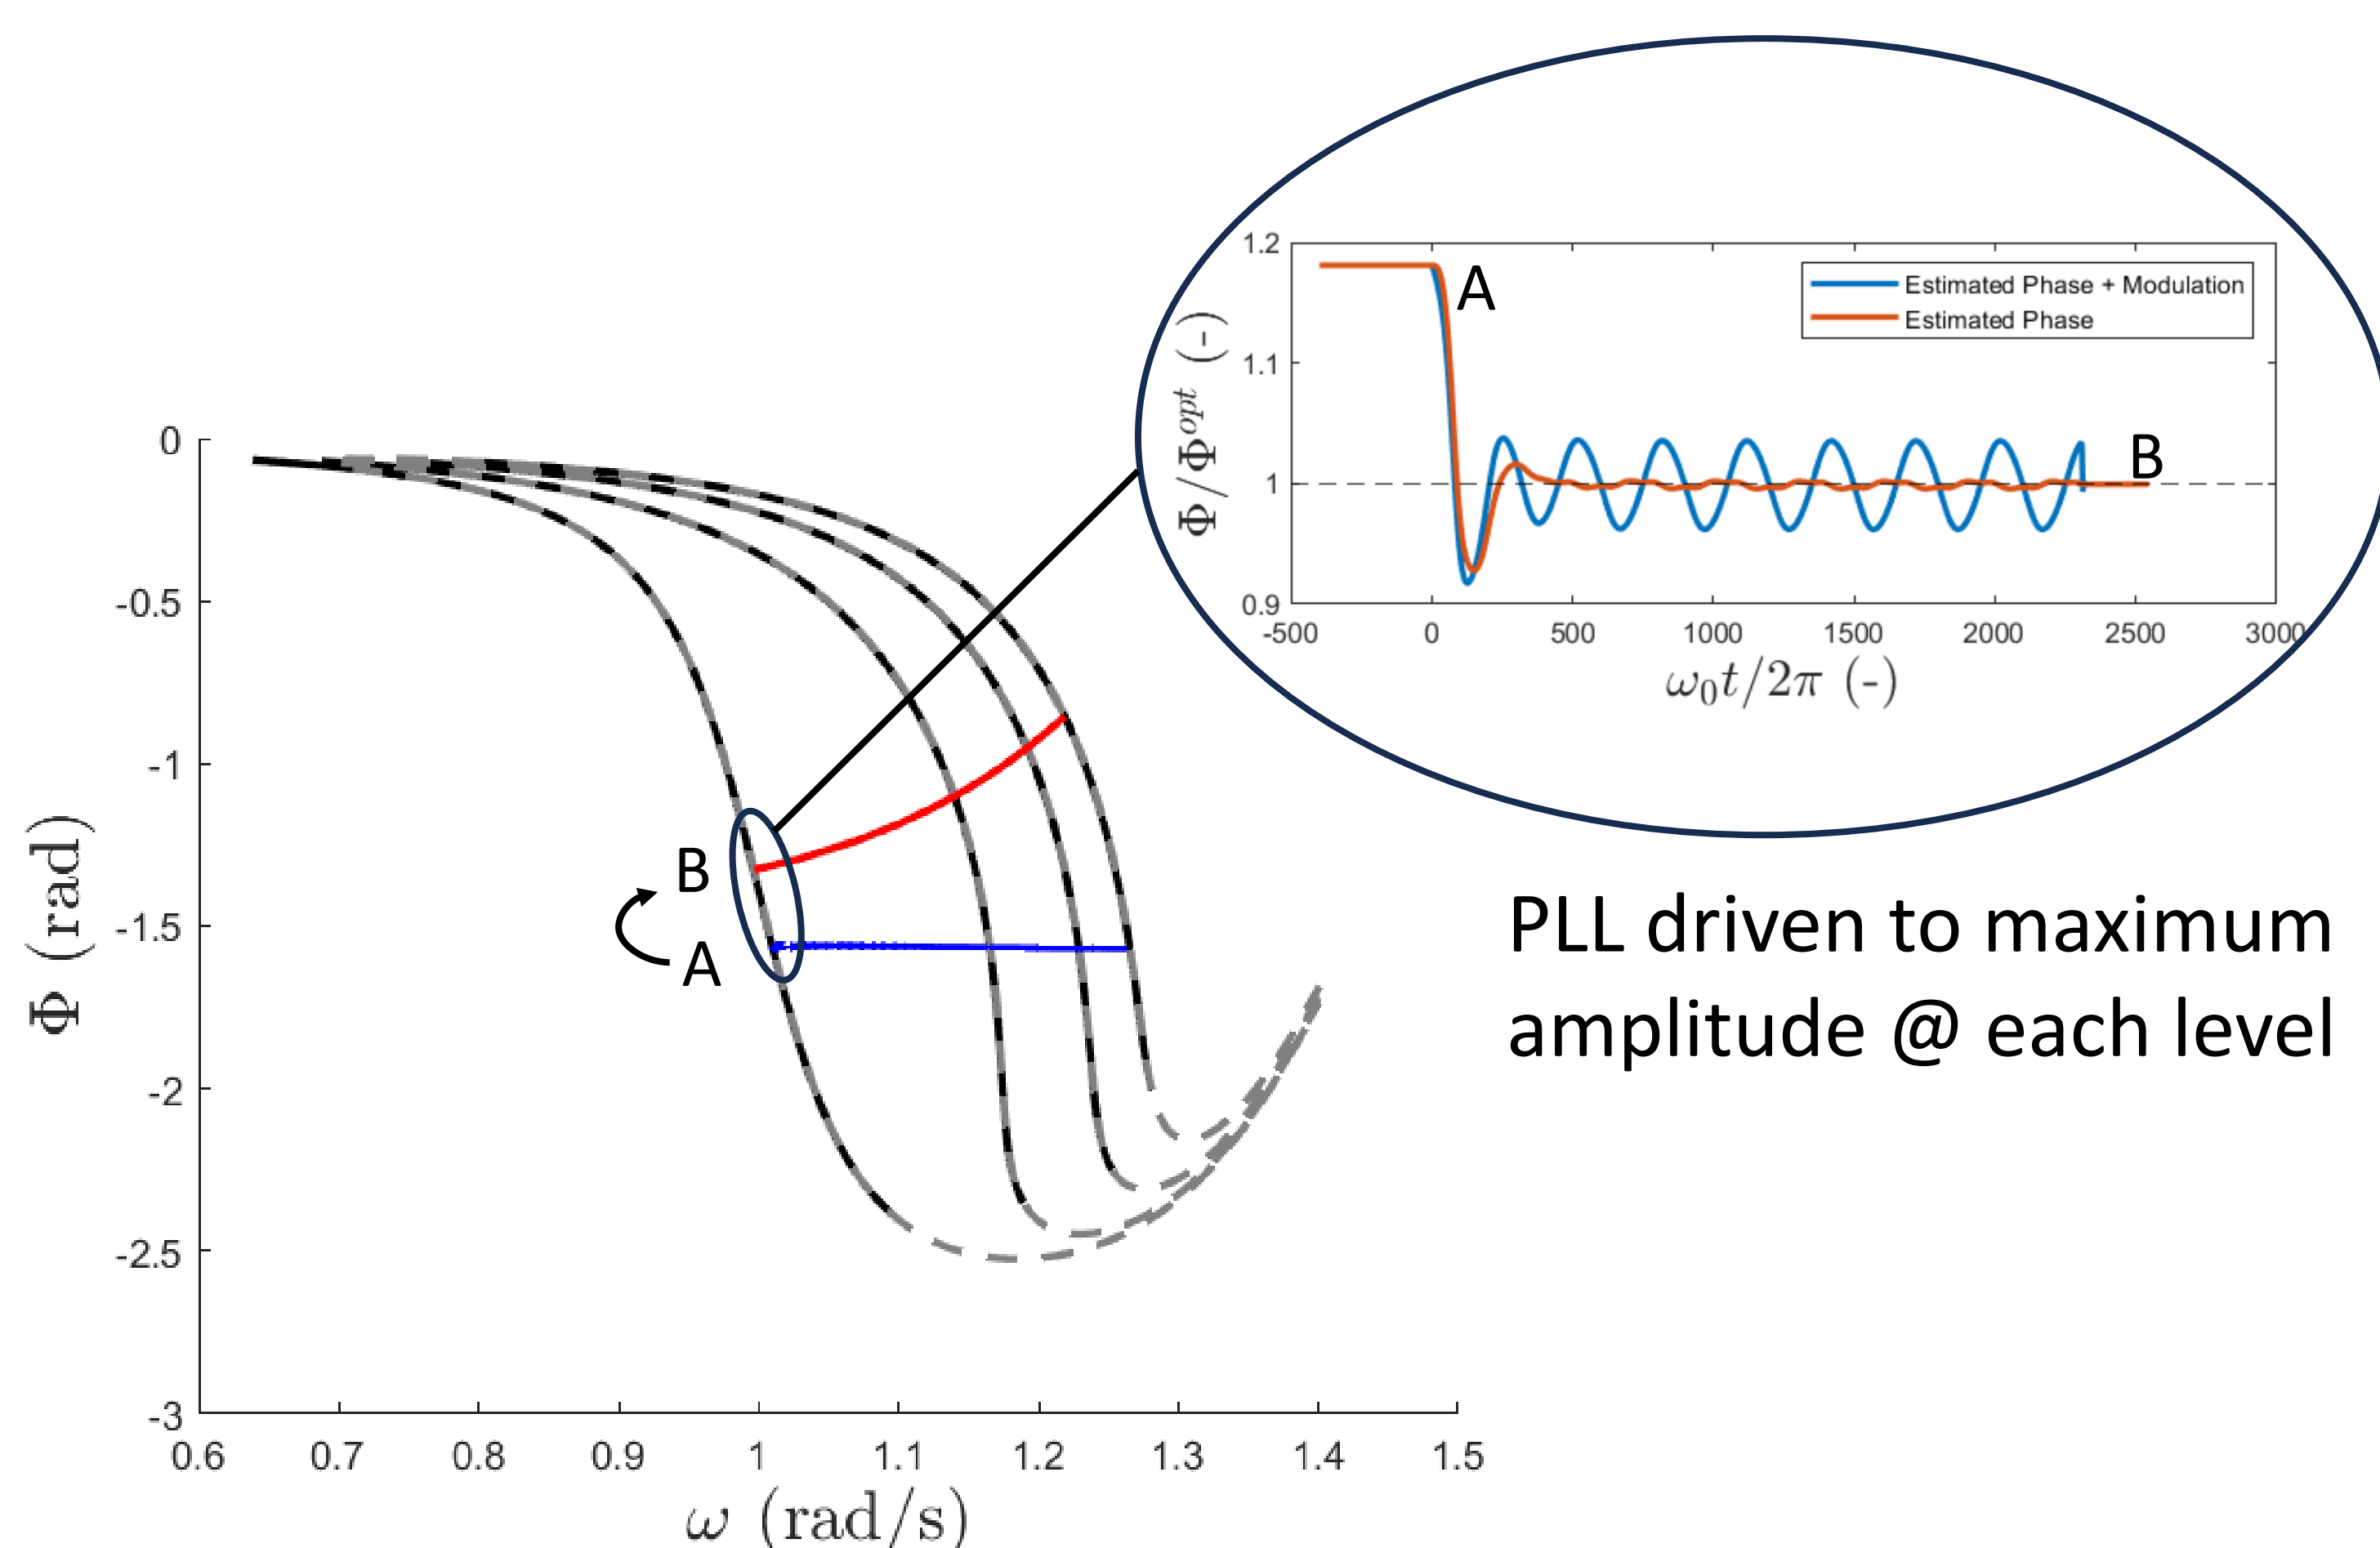 1.2
1.1
1
0.9
Φ/Φ^opt (-)
A
Estimated Phase + Modulation
Estimated Phase
B
-500 0 500 1000 1500 2000 2500 3000
ω₀t/2π (-)
0
-0.5
-1
-1.5
-2
-2.5
-3
Φ (rad)
B
A
0.6 0.7 0.8 0.9 1 1.1 1.2 1.3 1.4 1.5
ω (rad/s)
PLL driven to maximum
amplitude @ each level